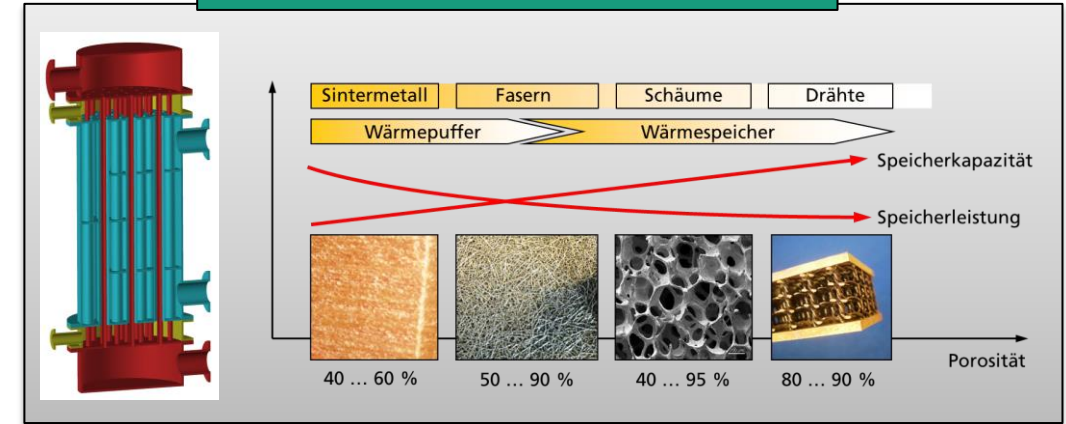 Sintermetall
Fasern
Schäume
Drähte
Wärmepuffer
Wärmespeicher
Speicherkapazität
Speicherleistung
Porosität
40 … 60 %
50 … 90 %
40 … 95 %
80 … 90 %